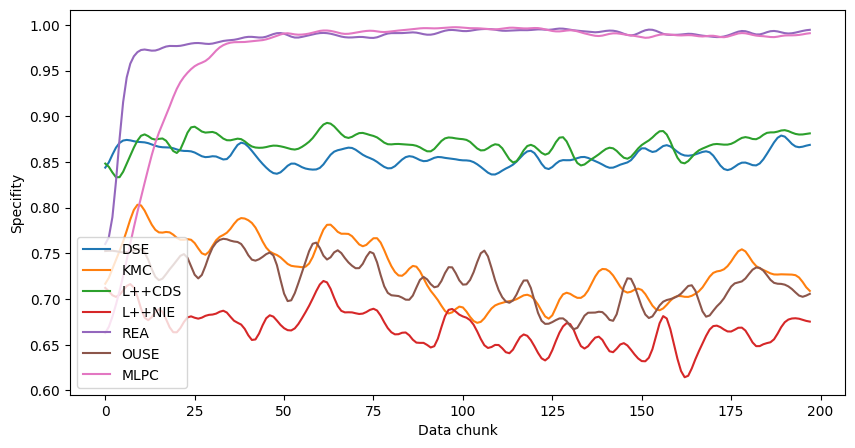 1.00
0.95
0.90
0.85
0.80
0.75
0.70
0.65
0.60
Specifity
DSE
KMC
L++CDS
L++NIE
REA
OUSE
MLPC
0 25 50 75 100 125 150 175 200
Data chunk